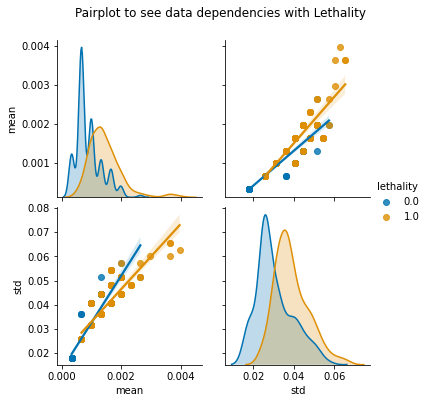 Pairplot to see data dependencies with Lethality
0.004
0.003
0.002
0.001
mean
lethality
0.0
1.0
0.08
0.07
0.06
0.05
0.04
0.03
0.02
std
0.000 0.002 0.004
mean
0.02 0.04 0.06
std